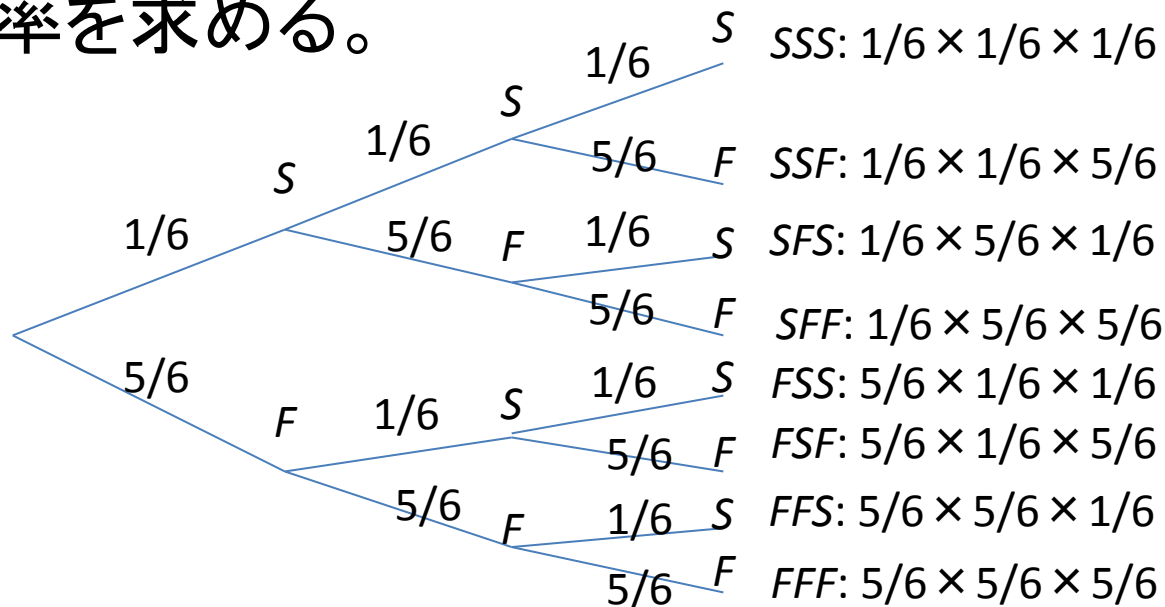 率を求める。
S SSS: 1/6 × 1/6 × 1/6
1/6
S
1/6
5/6 F SSF: 1/6 × 1/6 × 5/6
S
1/6
5/6 F 1/6 S SFS: 1/6 × 5/6 × 1/6
5/6 F SFF: 1/6 × 5/6 × 5/6
5/6
F 1/6 S 1/6 S FSS: 5/6 × 1/6 × 1/6
5/6 F FSF: 5/6 × 1/6 × 5/6
5/6 F 1/6 S FFS: 5/6 × 5/6 × 1/6
5/6 F FFF: 5/6 × 5/6 × 5/6